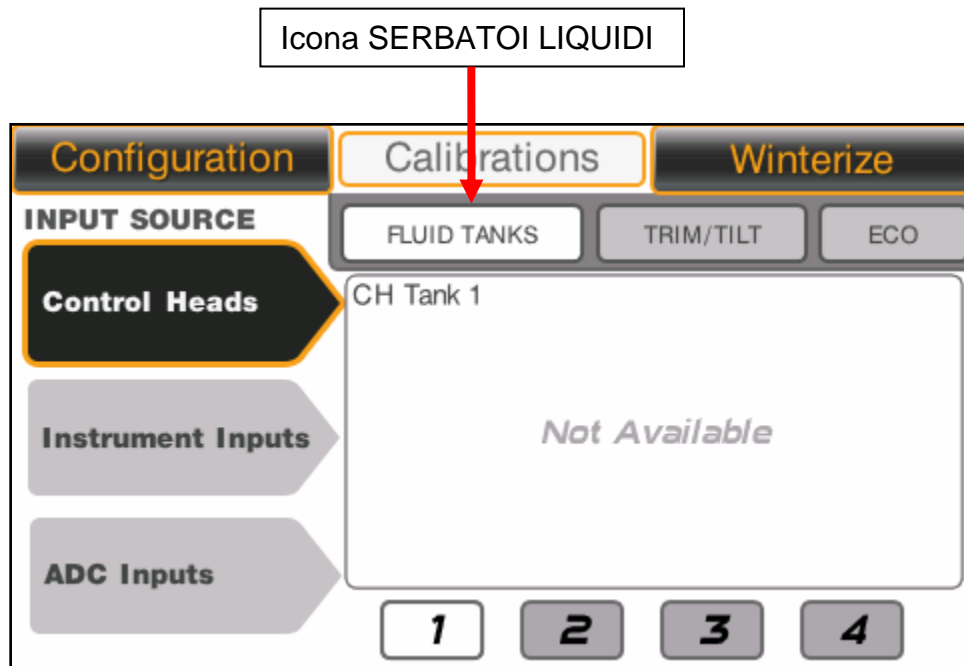 Icona SERBATOI LIQUIDI
Configuration
Calibrations
Winterize
INPUT SOURCE
FLUID TANKS
TRIM/TILT
ECO
Control Heads
CH Tank 1
Instrument Inputs
Not Available
ADC Inputs
1
2
3
4